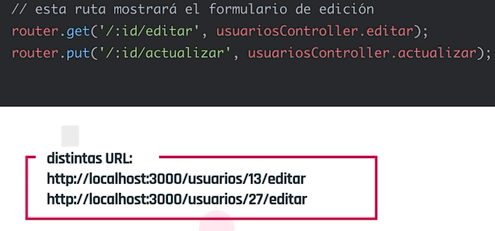 // esta ruta mostrará el formulario de edición
router.get('/:id/editar', usuariosController.editar);
router.put('/:id/actualizar', usuariosController.actualizar);
distintas URL:
http://localhost:3000/usuarios/13/editar
http://localhost:3000/usuarios/27/editar